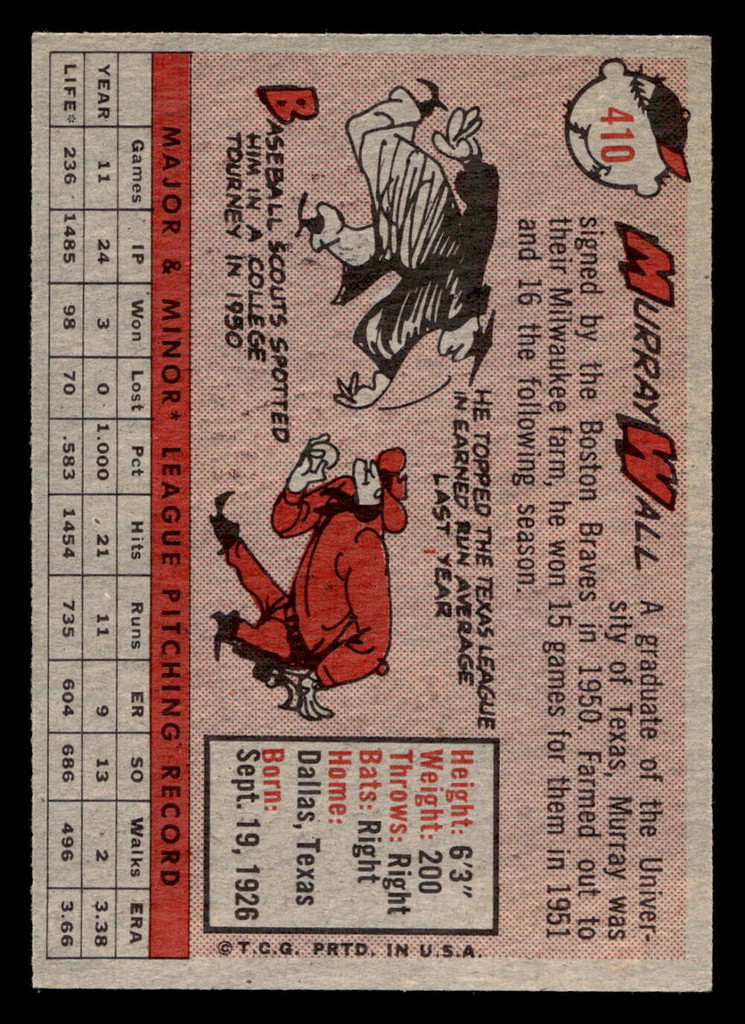 410
MURRAY WALL
A graduate of the Univer-
sity of Texas, Murray was
signed by the Boston Braves in 1950. Farmed out to
their Milwaukee farm, he won 15 games for them in 1951
and 16 the following season.
BASEBALL SCOUTS SPOTTED
HIM IN A COLLEGE
TOURNEY IN 1950
HE TOPPED THE TEXAS LEAGUE
IN EARNED RUN AVERAGE
LAST YEAR
Height: 6'3"
Weight: 200
Throws: Right
Bats: Right
Home:
Dallas, Texas
Born:
Sept. 19, 1926
© T.C.G. PRTD. IN U.S.A.
MAJOR & MINOR* LEAGUE PITCHING RECORD
Games IP Won Lost Pct Hits Runs ER SO Walks ERA
YEAR 11 24 3 0 1.000 21 11 9 13 2 3.38
LIFE* 236 1485 98 70 .583 1454 735 604 686 496 3.66